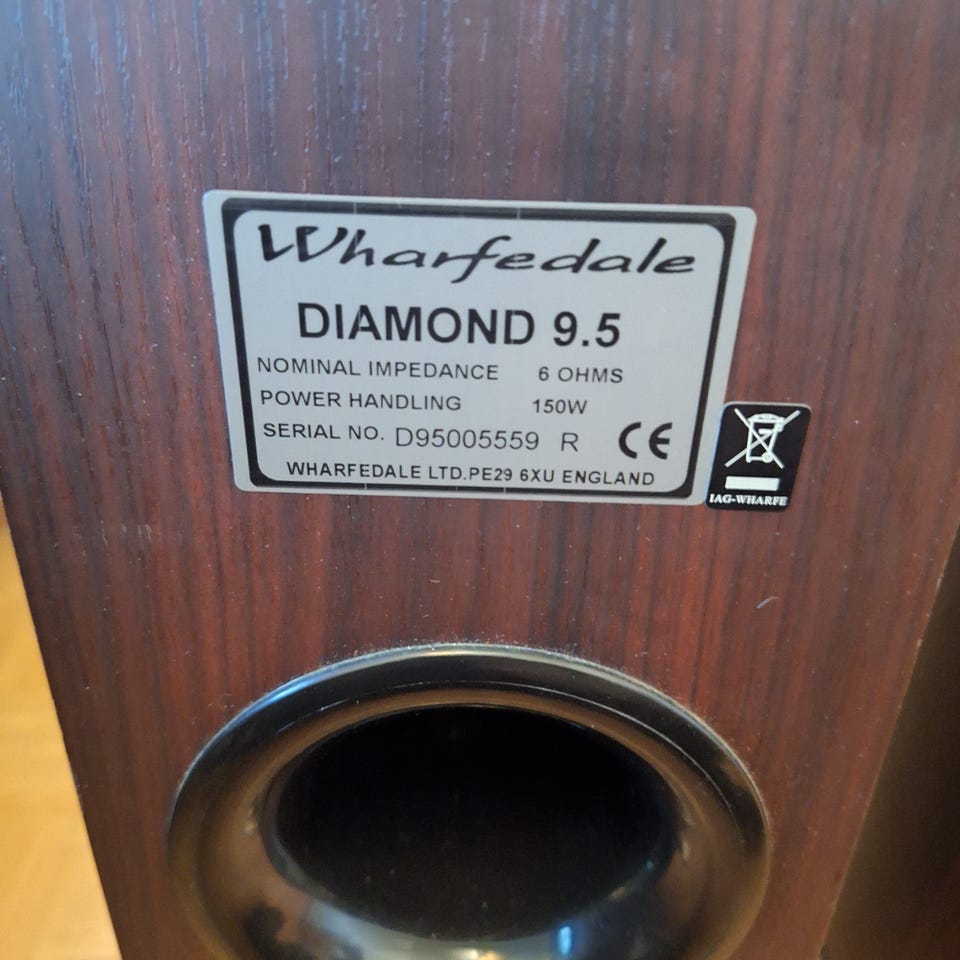 Wharfedale
DIAMOND 9.5
NOMINAL IMPEDANCE 6 OHMS
POWER HANDLING 150W
SERIAL NO. D95005559 R CE
WHARFEDALE LTD.PE29 6XU ENGLAND
IAG-WHARFE